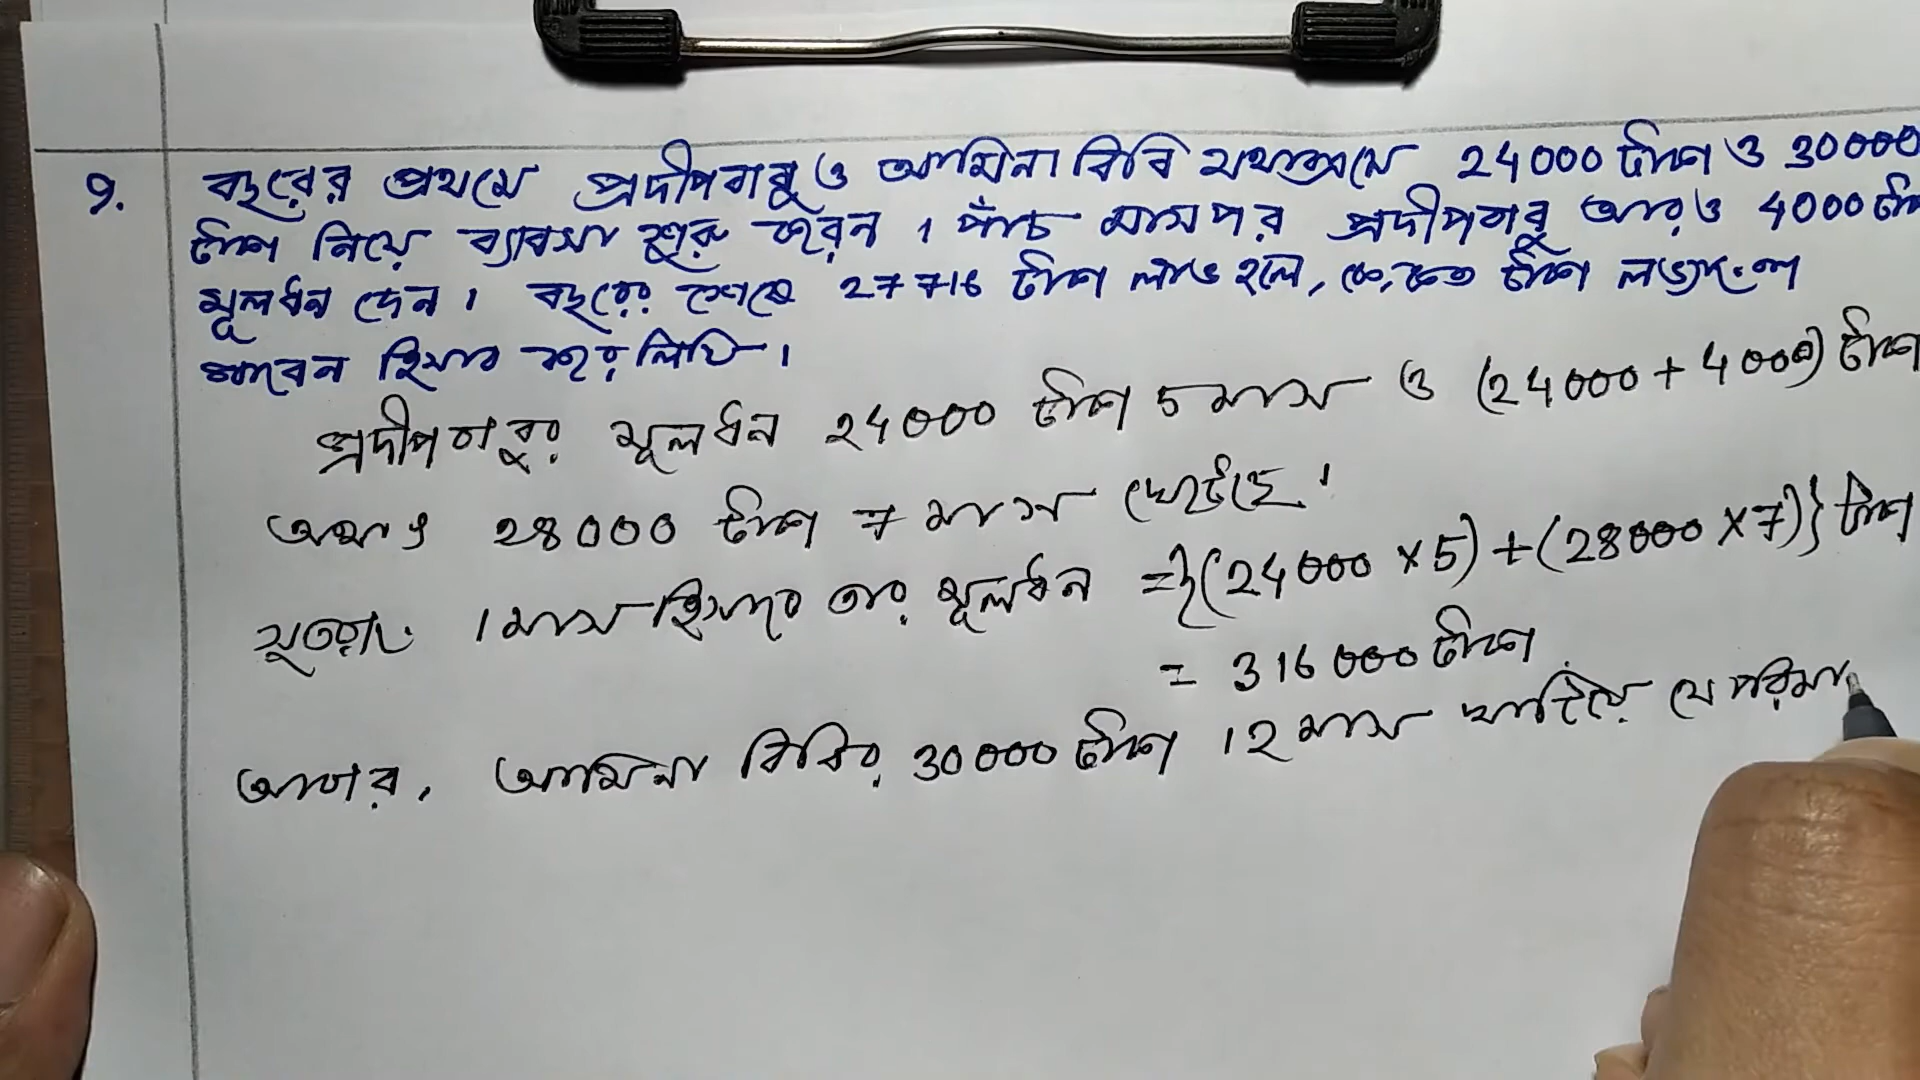 9. বছরের প্রথমে প্রদীপবাবু ও আমিনা বিবি যথাক্রমে 24000 টাকা ও 30000
টাকা নিয়ে ব্যাবসা শুরু করেন । পাঁচ মাস পর প্রদীপবাবু আরও 4000 টাকা
মূলধন দেন । বছরের শেষে 27716 টাকা লাভ হলে, কে, কত টাকা লভ্যাংশ
পাবেন হিসাব করে লিখি ।
প্রদীপবাবুর মূলধন 24000 টাকা 5 মাস ও (24000 + 4000) টাকা
অর্থাৎ 28000 টাকা 7 মাস খেটেছে ।
সুতরাং 1 মাস হিসাবে তার মূলধন = {(24000 × 5) + (28000 × 7)} টাকা
= 316000 টাকা
আবার, আমিনা বিবির 30000 টাকা 12 মাস খাটিয়ে যে পরিমা